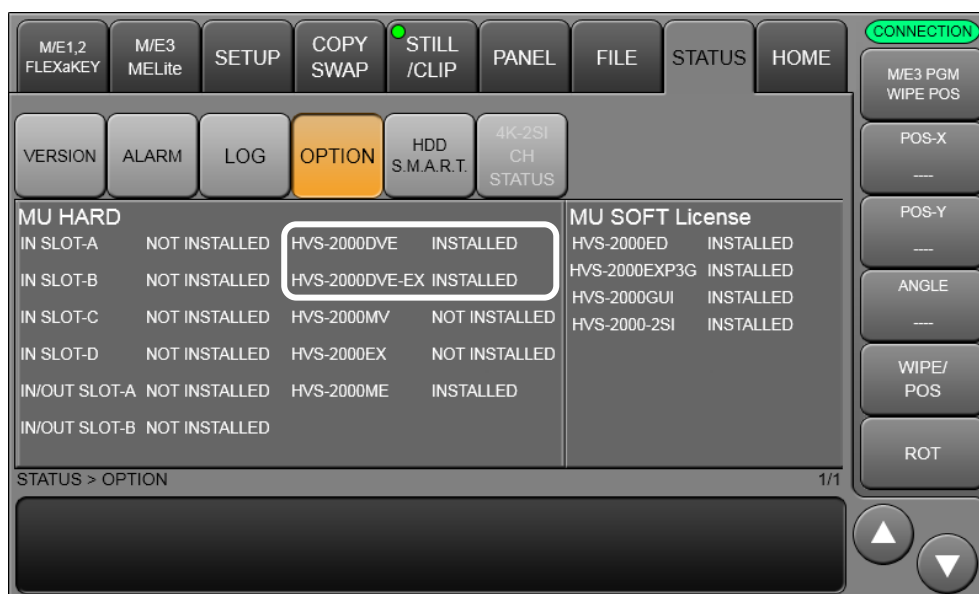 M/E1,2
FLEXaKEY
M/E3
MELite
SETUP
COPY
SWAP
STILL
/CLIP
PANEL
FILE
STATUS
HOME
CONNECTION
M/E3 PGM
WIPE POS
VERSION
ALARM
LOG
OPTION
HDD
S.M.A.R.T.
4K-2SI
CH
STATUS
POS-X
----
POS-Y
----
ANGLE
----
WIPE/
POS
ROT
MU HARD
IN SLOT-A NOT INSTALLED HVS-2000DVE INSTALLED
IN SLOT-B NOT INSTALLED HVS-2000DVE-EX INSTALLED
IN SLOT-C NOT INSTALLED HVS-2000MV NOT INSTALLED
IN SLOT-D NOT INSTALLED HVS-2000EX NOT INSTALLED
IN/OUT SLOT-A NOT INSTALLED HVS-2000ME INSTALLED
IN/OUT SLOT-B NOT INSTALLED
MU SOFT License
HVS-2000ED INSTALLED
HVS-2000EXP3G INSTALLED
HVS-2000GUI INSTALLED
HVS-2000-2SI INSTALLED
STATUS > OPTION 1/1